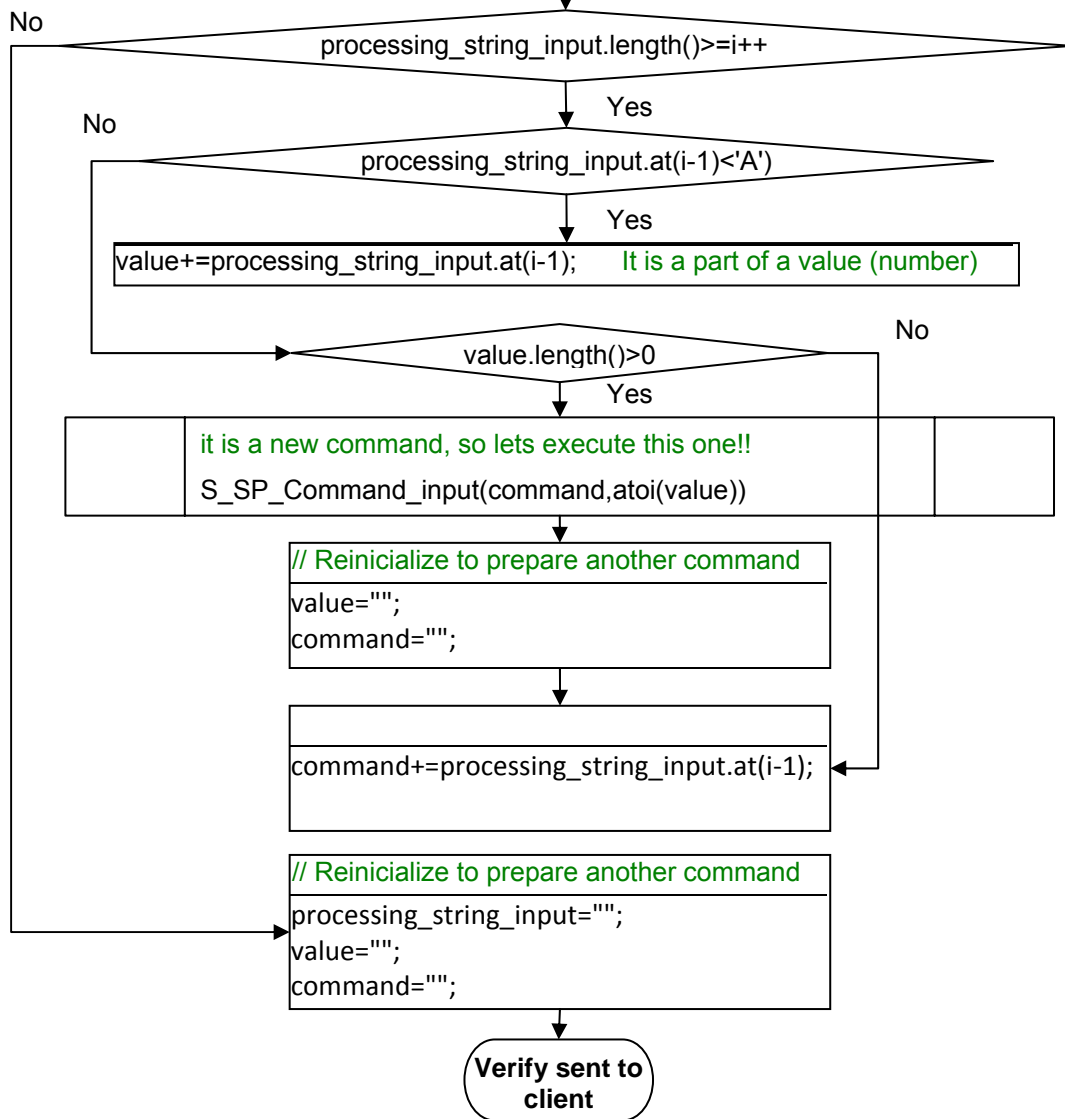 No
processing_string_input.length()>=i++
Yes
No
processing_string_input.at(i-1)<'A')
Yes
value+=processing_string_input.at(i-1); It is a part of a value (number)
No
value.length()>0
Yes
it is a new command, so lets execute this one!!
S_SP_Command_input(command,atoi(value))
// Reinicialize to prepare another command
value="";
command="";
command+=processing_string_input.at(i-1);
// Reinicialize to prepare another command
processing_string_input="";
value="";
command="";
Verify sent to
client